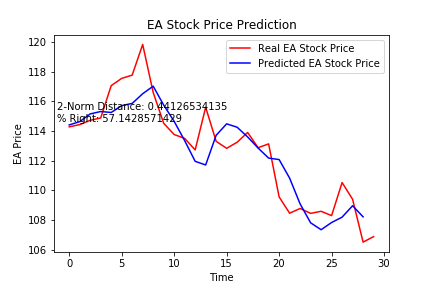 EA Stock Price Prediction
Real EA Stock Price
Predicted EA Stock Price
2-Norm Distance: 0.44126534135
% Right: 57.1428571429
EA Price
120
118
116
114
112
110
108
106
0
5
10
15
20
25
30
Time